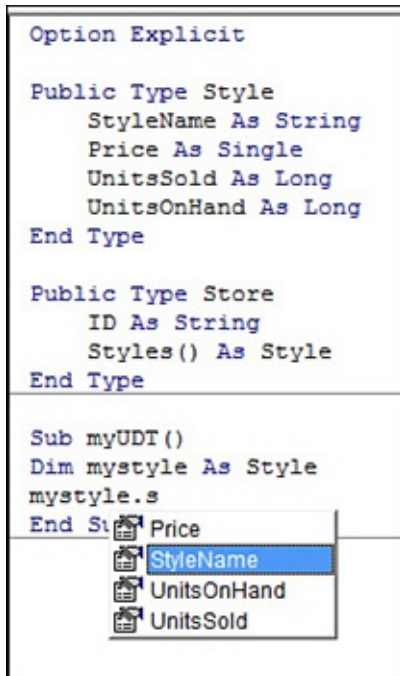 Option Explicit
Public Type Style
StyleName As String
Price As Single
UnitsSold As Long
UnitsOnHand As Long
End Type
Public Type Store
ID As String
Styles() As Style
End Type
Sub myUDT()
Dim mystyle As Style
mystyle.s
End Su
Price
StyleName
UnitsOnHand
UnitsSold